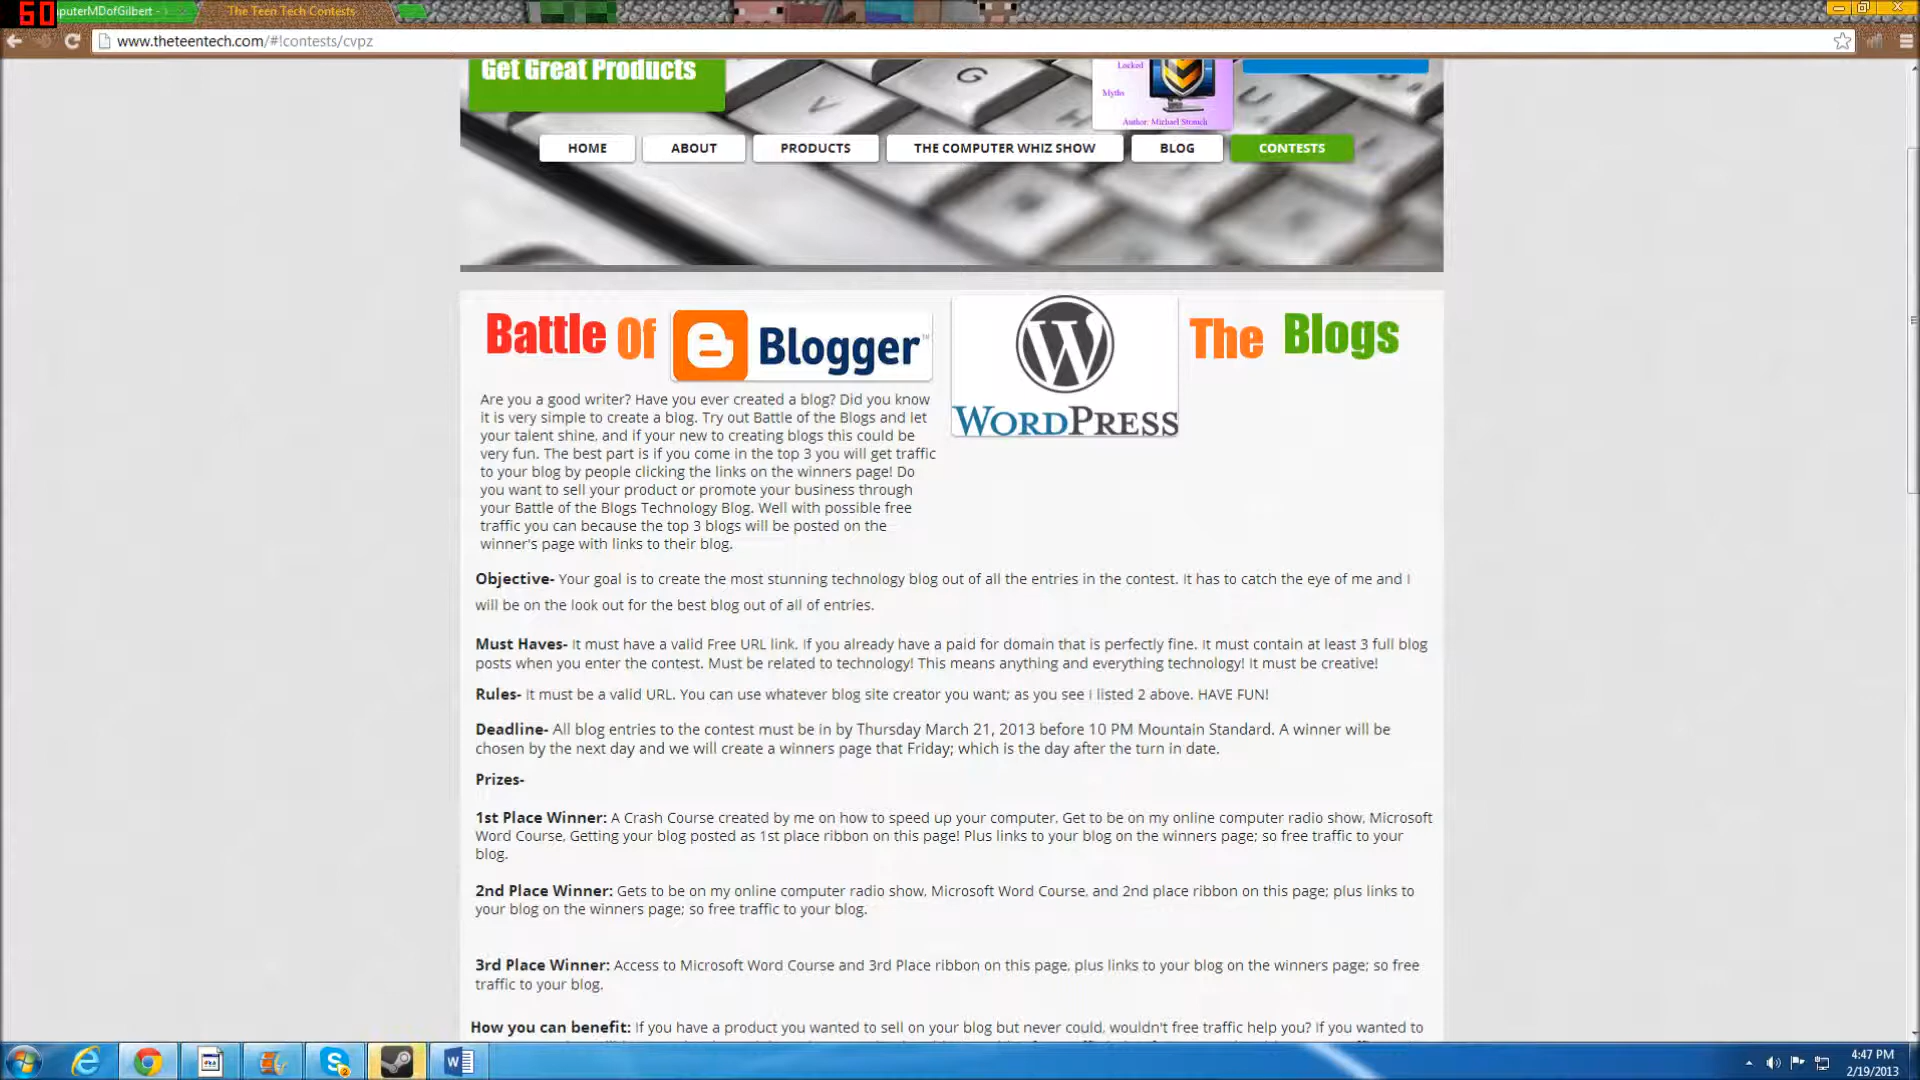 60
puterMDofGilbert -
The Teen Tech Contests
www.theteentech.com/#!contests/cvpz
Get Great Products
G
V
U
Locked
Myths
Author: Michael Stouch
HOME
ABOUT
PRODUCTS
THE COMPUTER WHIZ SHOW
BLOG
CONTESTS
Battle Of
Blogger™
WORDPRESS
The Blogs
Are you a good writer? Have you ever created a blog? Did you know
it is very simple to create a blog. Try out Battle of the Blogs and let
your talent shine, and if your new to creating blogs this could be
very fun. The best part is if you come in the top 3 you will get traffic
to your blog by people clicking the links on the winners page! Do
you want to sell your product or promote your business through
your Battle of the Blogs Technology Blog. Well with possible free
traffic you can because the top 3 blogs will be posted on the
winner's page with links to their blog.
Objective- Your goal is to create the most stunning technology blog out of all the entries in the contest. It has to catch the eye of me and I
will be on the look out for the best blog out of all of entries.
Must Haves- It must have a valid Free URL link. If you already have a paid for domain that is perfectly fine. It must contain at least 3 full blog
posts when you enter the contest. Must be related to technology! This means anything and everything technology! It must be creative!
Rules- It must be a valid URL. You can use whatever blog site creator you want; as you see I listed 2 above. HAVE FUN!
Deadline- All blog entries to the contest must be in by Thursday March 21, 2013 before 10 PM Mountain Standard. A winner will be
chosen by the next day and we will create a winners page that Friday; which is the day after the turn in date.
Prizes-
1st Place Winner: A Crash Course created by me on how to speed up your computer, Get to be on my online computer radio show, Microsoft
Word Course, Getting your blog posted as 1st place ribbon on this page! Plus links to your blog on the winners page; so free traffic to your
blog.
2nd Place Winner: Gets to be on my online computer radio show, Microsoft Word Course, and 2nd place ribbon on this page; plus links to
your blog on the winners page; so free traffic to your blog.
3rd Place Winner: Access to Microsoft Word Course and 3rd Place ribbon on this page, plus links to your blog on the winners page; so free
traffic to your blog.
How you can benefit: If you have a product you wanted to sell on your blog but never could, wouldn't free traffic help you? If you wanted to
4:47 PM
2/19/2013